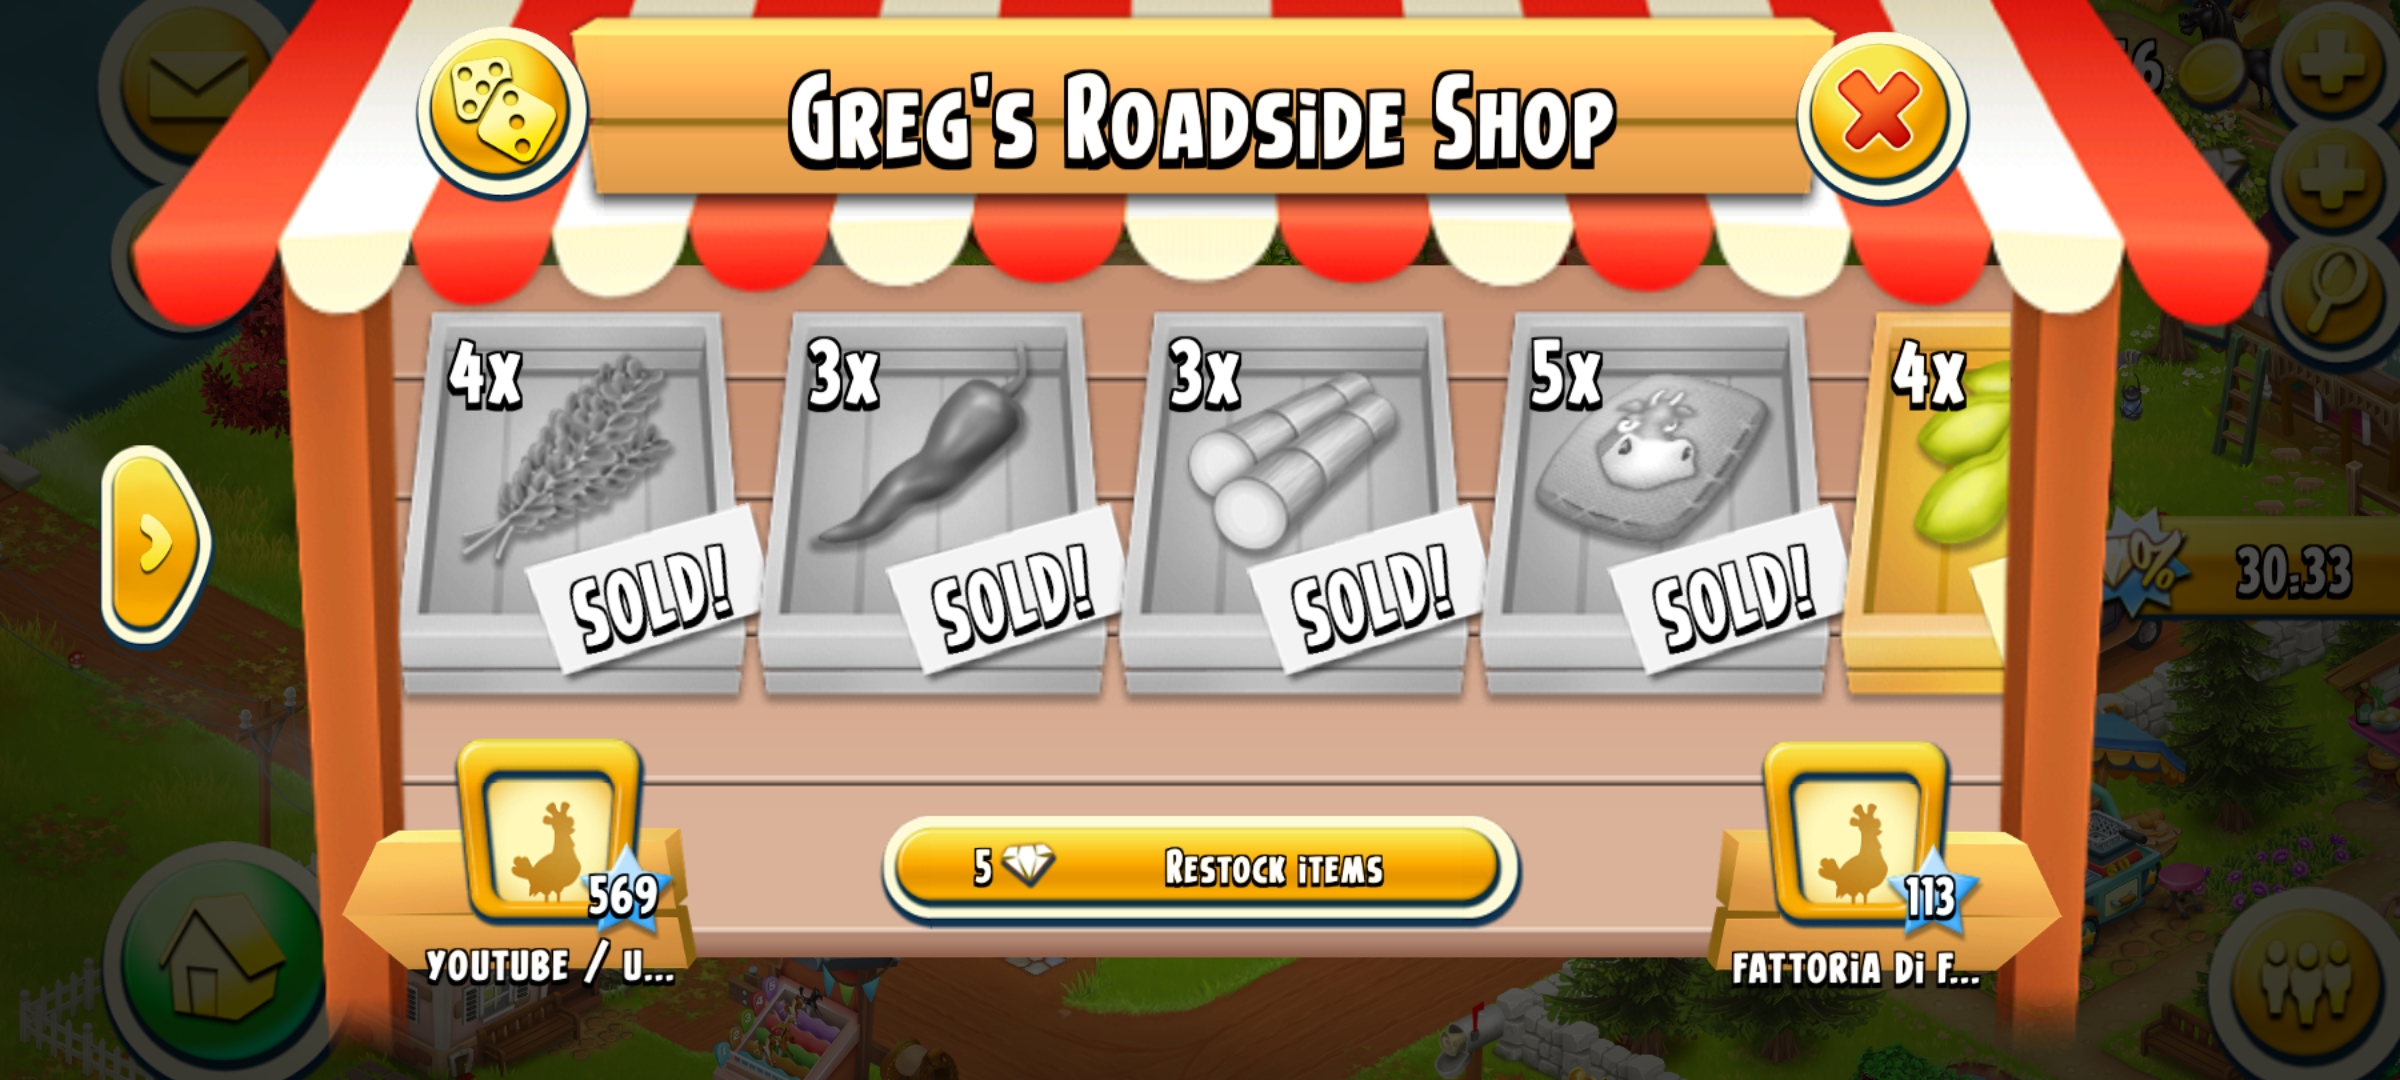 GREG'S ROADSIDE SHOP
4x
3x
3x
5x
4x
SOLD!
SOLD!
SOLD!
SOLD!
30:33
5
RESTOCK ITEMS
569
113
YOUTUBE / U...
FATTORIA DI F...